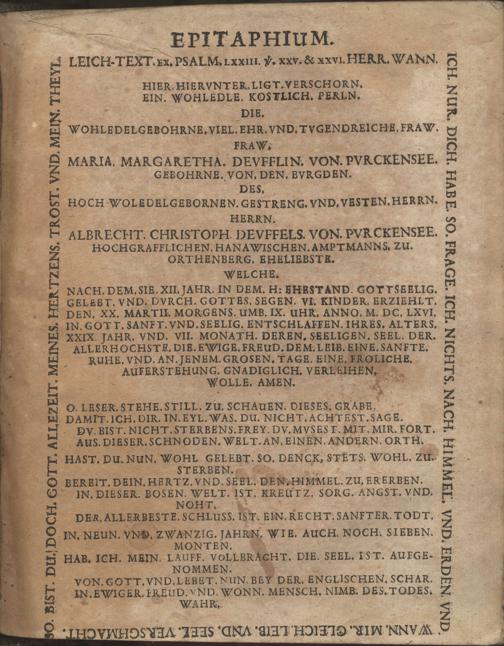 EPITAPHIUM.
LEICH-TEXT. EX. PSALM. LXXIII. ꝟ. XXV. & XXVI. HERR. WANN.
ICH. NUR. DICH. HABE. SO. FRAGE. ICH. NICHTS. NACH. HIMMEL. VND. ERDEN. VND
WANN. MIR. GLEICH. LEIB. VND. SEEL. VERSCHMACHT.
SO. BIST. DU. DOCH. GOTT. ALLEZEIT. MEINES. HERTZENS. TROST. VND. MEIN. THEYL.
HIER. HIERVNTER. LIGT. VERSCHORN.
EIN. WOHLEDLE. KOSTLICH. PERLN.
DIE.
WOHLEDELGEBOHRNE, VIEL. EHR. VND. TVGENDREICHE, FRAW.
FRAW.
MARIA. MARGARETHA. DEVFFLIN. VON. PVRCKENSEE.
GEBOHRNE. VON. DEN. BVRGDEN.
DES,
HOCH WOLEDELGEBORNEN. GESTRENG. VND. VESTEN. HERRN.
HERRN.
ALBRECHT. CHRISTOPH. DEVFFELS. VON. PVRCKENSEE.
HOCHGRAFFLICHEN. HANAWISCHEN. AMPTMANNS, ZU.
ORTHENBERG. EHELIEBSTE.
WELCHE.
NACH. DEM. SIE. XII. JAHR. IN DEM. H: EHESTAND. GOTTSEELIG.
GELEBT. VND. DVRCH. GOTTES. SEGEN. VI. KINDER. ERZIEHLT.
DEN. XX. MARTII. MORGENS. UMB. IX. UHR. ANNO. M. DC. LXVI.
IN. GOTT. SANFT. VND. SEELIG. ENTSCHLAFFEN. IHRES. ALTERS.
XXIX. JAHR. VND. VII. MONATH. DEREN, SEELIGEN, SEEL. DER.
ALLERHOCHSTE, DIE. EWIGE. FREUD. DEM. LEIB. EINE. SANFTE.
RUHE, VND. AN. JENEM. GROSEN. TAGE. EINE. FROLICHE.
AUFERSTEHUNG. GNADIGLICH. VERLEIHEN.
WOLLE. AMEN.
O. LESER. STEHE. STILL. ZU. SCHAUEN. DIESES. GRABE.
DAMIT. ICH. DIR. IN. EYL. WAS. DU. NICHT. ACHTEST. SAGE.
DV. BIST. NICHT. STERBENS. FREY. DV. MVSEST. MIT. MIR. FORT.
AUS. DIESER. SCHNODEN. WELT. AN. EINEN. ANDERN. ORTH.
HAST. DU. NUN. WOHL. GELEBT. SO. DENCK. STETS. WOHL. ZU-
STERBEN.
BEREIT. DEIN. HERTZ. VND. SEEL. DEN. HIMMEL. ZU. ERERBEN.
IN. DIESER. BOSEN. WELT. IST. KREUTZ. SORG. ANGST. VND.
NOHT.
DER. ALLERBESTE. SCHLUSS. IST. EIN. RECHT. SANFTER. TODT.
IN. NEUN. VND. ZWANZIG. JAHRN. WIE. AUCH. NOCH. SIEBEN.
MONTEN.
HAB. ICH. MEIN. LAUFF. VOLLBRACHT. DIE. SEEL. IST. AUFGE-
NOMMEN.
VON. GOTT. VND. LEBET. NUN. BEY DER. ENGLISCHEN. SCHAR.
IN. EWIGER. FREUD. VND. WONN. MENSCH. NIMB. DES. TODES.
WAHR.